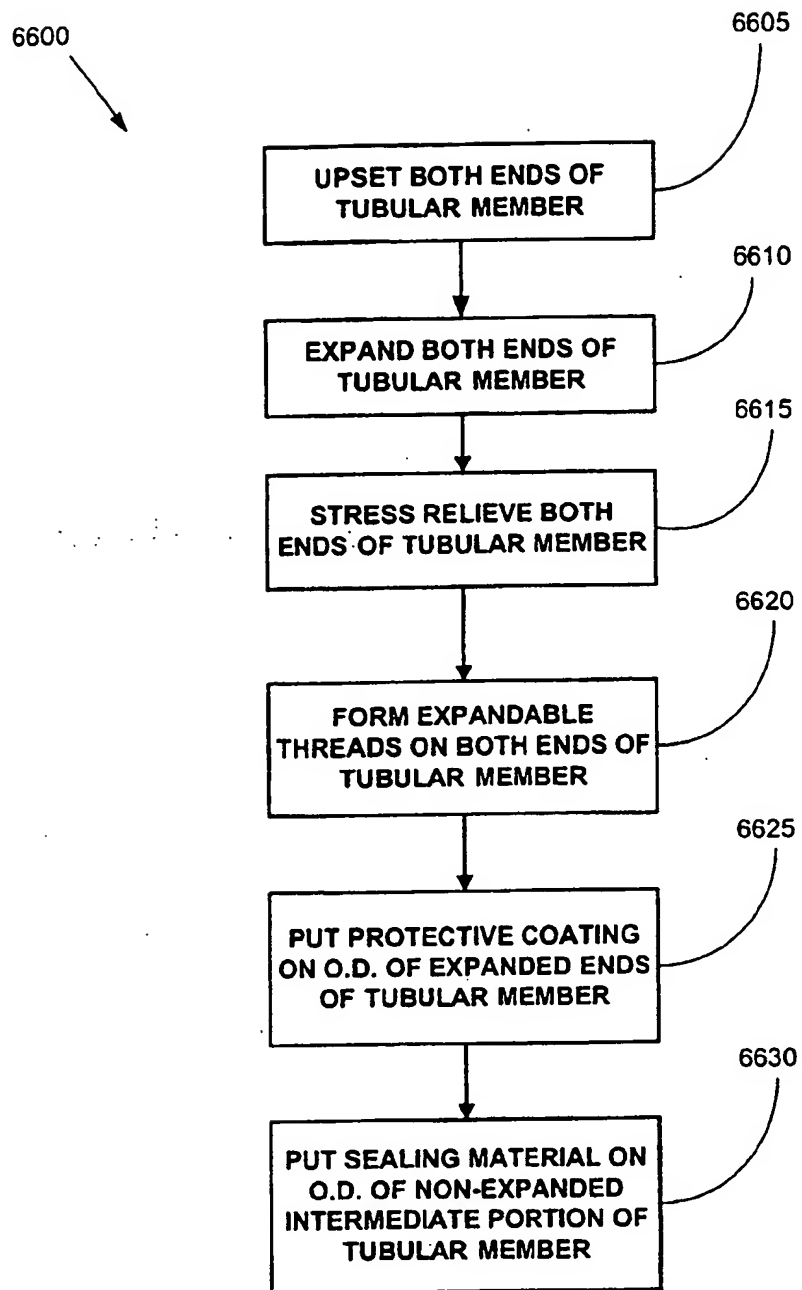 6600
6605
UPSET BOTH ENDS OF
TUBULAR MEMBER
6610
EXPAND BOTH ENDS OF
TUBULAR MEMBER
6615
STRESS RELIEVE BOTH
ENDS OF TUBULAR MEMBER
6620
FORM EXPANDABLE
THREADS ON BOTH ENDS OF
TUBULAR MEMBER
6625
PUT PROTECTIVE COATING
ON O.D. OF EXPANDED ENDS
OF TUBULAR MEMBER
6630
PUT SEALING MATERIAL ON
O.D. OF NON-EXPANDED
INTERMEDIATE PORTION OF
TUBULAR MEMBER